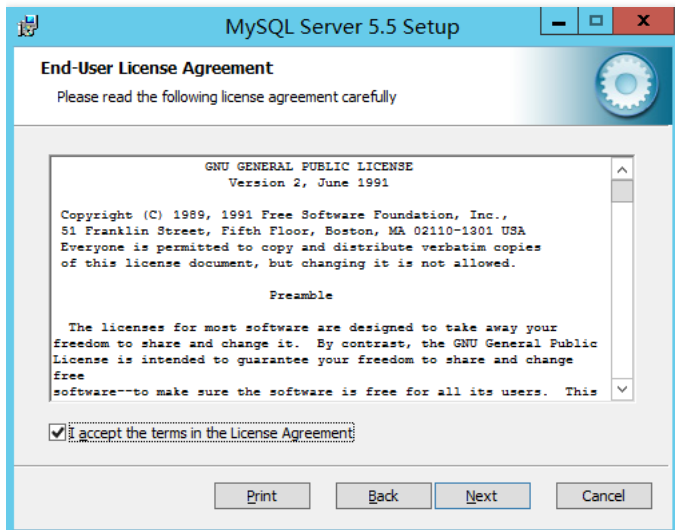 MySQL Server 5.5 Setup
End-User License Agreement
Please read the following license agreement carefully
GNU GENERAL PUBLIC LICENSE
Version 2, June 1991
Copyright (C) 1989, 1991 Free Software Foundation, Inc.,
51 Franklin Street, Fifth Floor, Boston, MA 02110-1301 USA
Everyone is permitted to copy and distribute verbatim copies
of this license document, but changing it is not allowed.
Preamble
The licenses for most software are designed to take away your
freedom to share and change it.  By contrast, the GNU General Public
License is intended to guarantee your freedom to share and change
free
software--to make sure the software is free for all its users.  This
I accept the terms in the License Agreement
Print Back Next Cancel